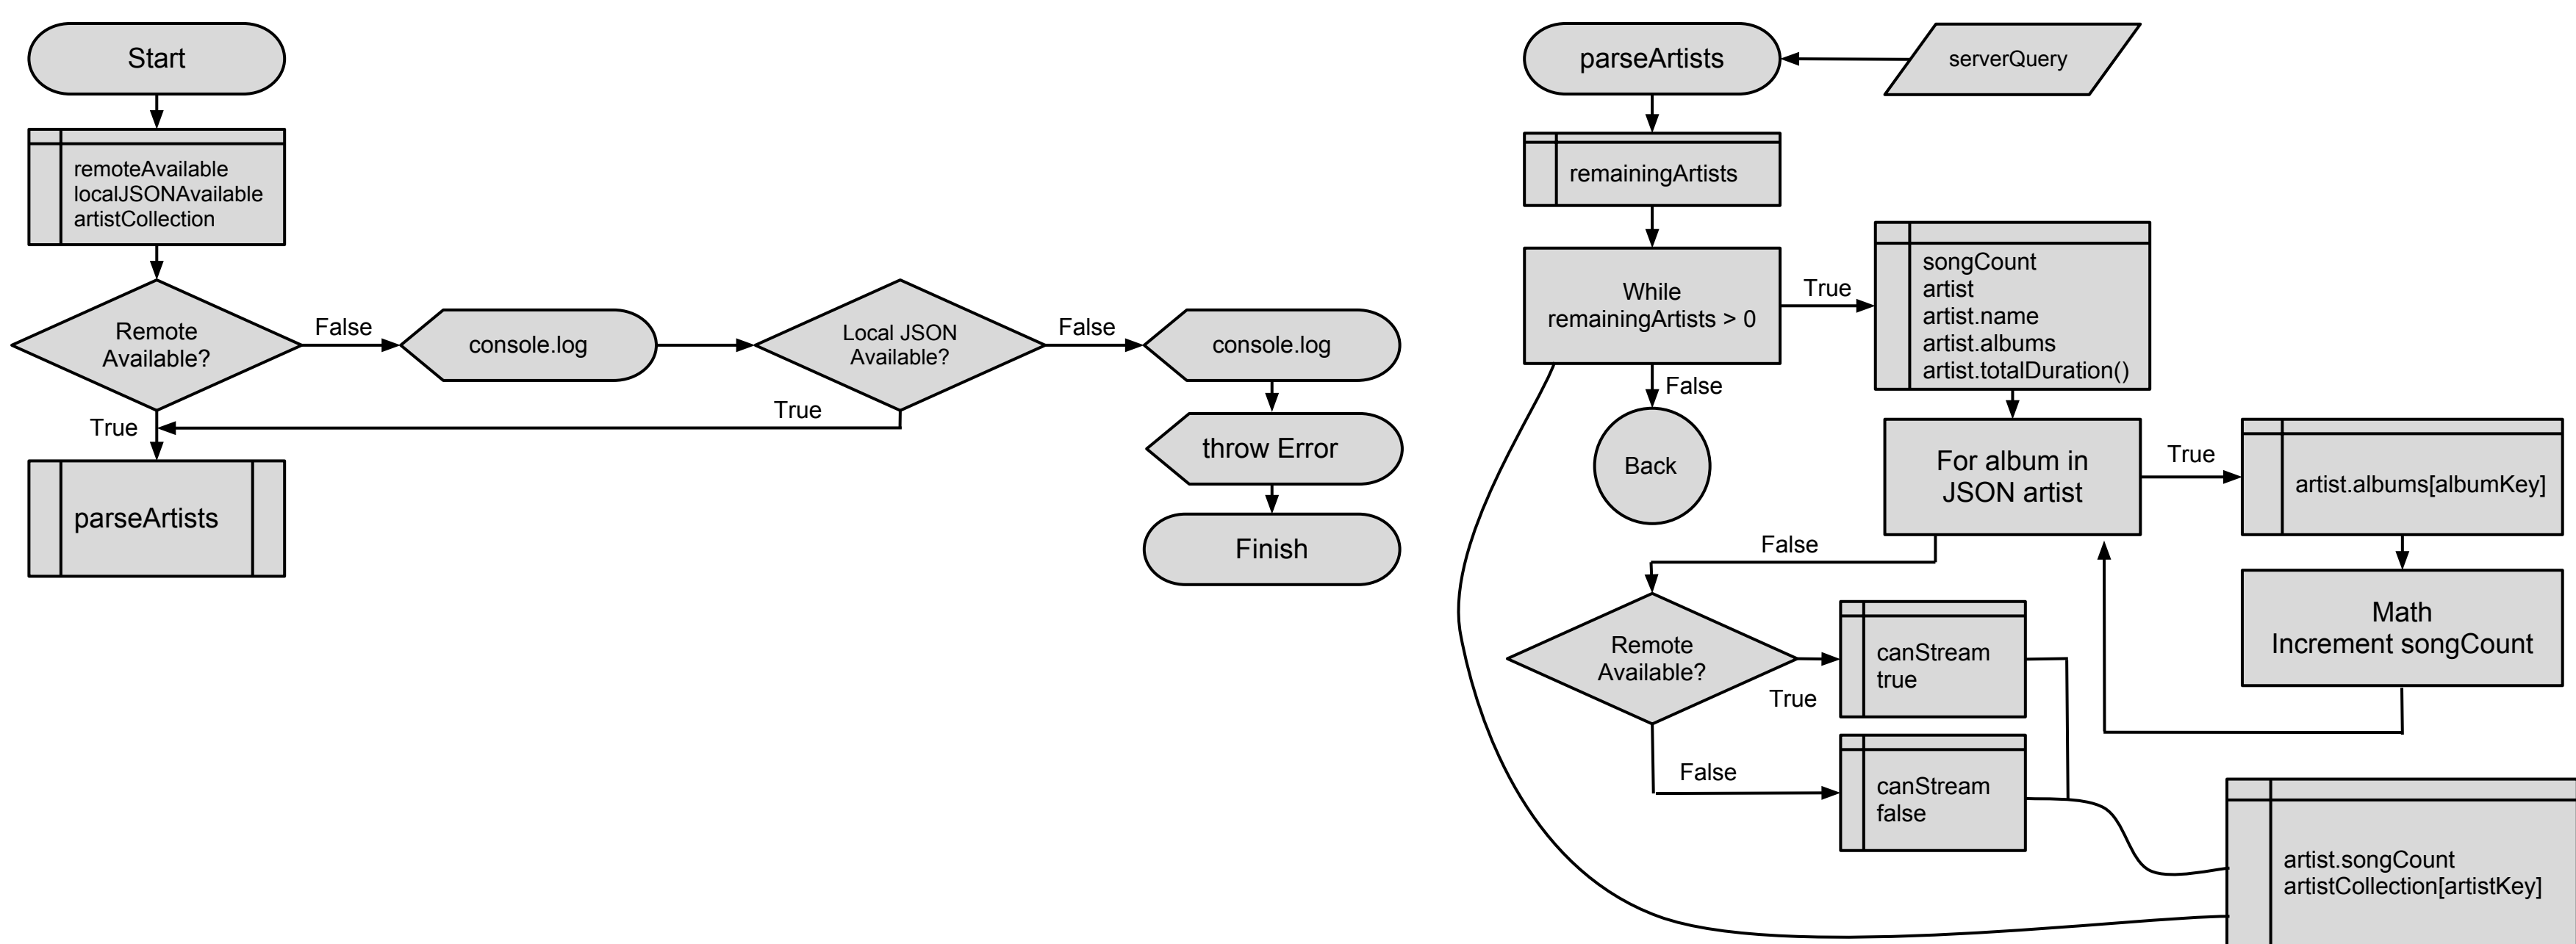 Start
remoteAvailable
localJSONAvailable
artistCollection
Remote
Available?
False
console.log
Local JSON
Available?
False
console.log
True
True
throw Error
parseArtists
Finish
parseArtists
serverQuery
remainingArtists
While
remainingArtists > 0
True
songCount
artist
artist.name
artist.albums
artist.totalDuration()
False
Back
For album in
JSON artist
True
artist.albums[albumKey]
Math
Increment songCount
False
Remote
Available?
True
canStream
true
False
canStream
false
artist.songCount
artistCollection[artistKey]